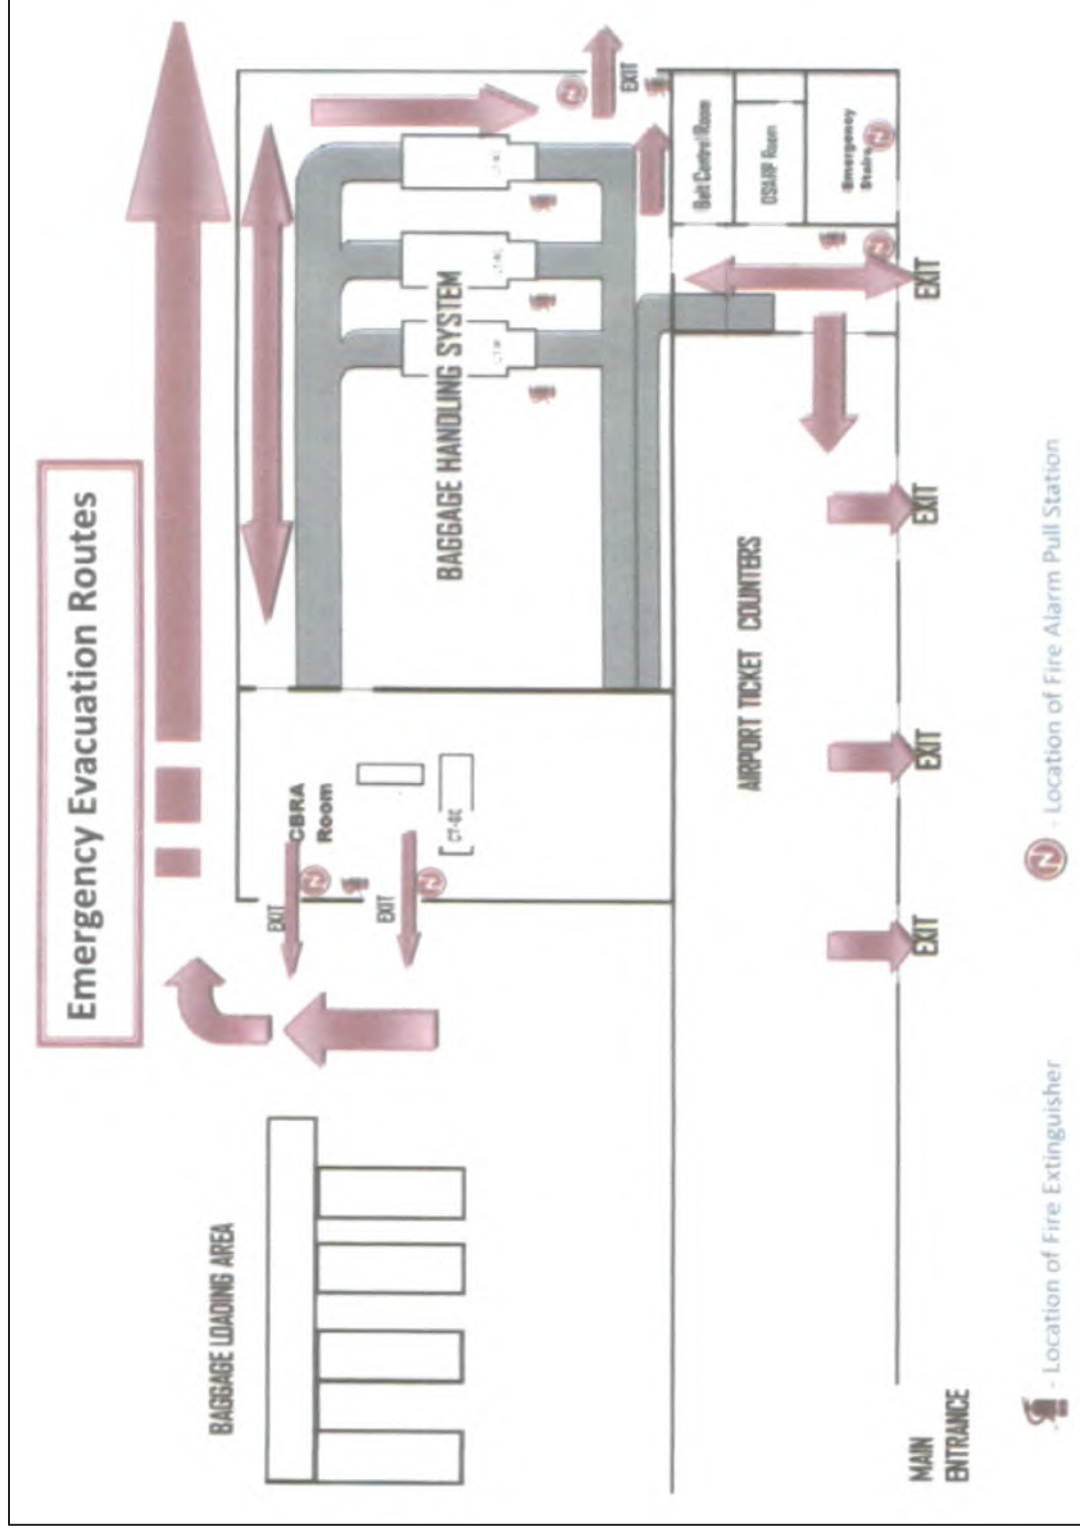 Emergency Evacuation Routes
BAGGAGE LOADING AREA
EXIT
CBRA
Room
EXIT
BAGGAGE HANDLING SYSTEM
EXIT
Belt Control Room
OSARP Room
Emergency
Stairs
AIRPORT TICKET COUNTERS
MAIN
ENTRANCE
EXIT
EXIT
EXIT
EXIT
- Location of Fire Extinguisher
N - Location of Fire Alarm Pull Station